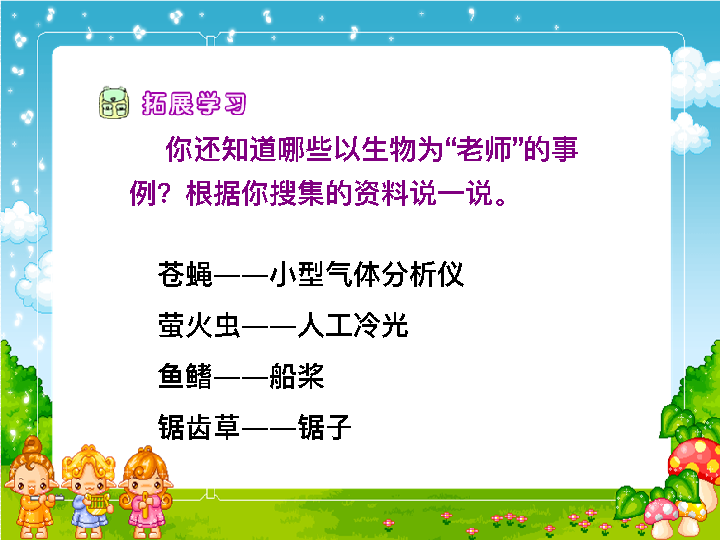 拓展学习
你还知道哪些以生物为“老师”的事
例？根据你搜集的资料说一说。
苍蝇——小型气体分析仪
萤火虫——人工冷光
鱼鳍——船桨
锯齿草——锯子